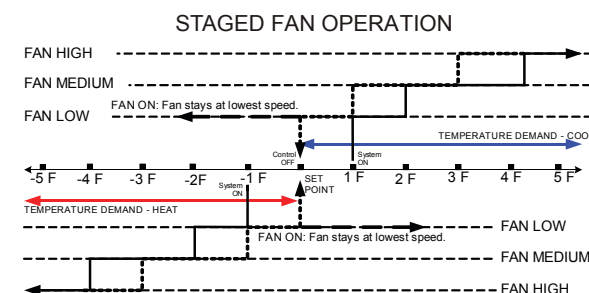 STAGED FAN OPERATION
FAN HIGH
FAN MEDIUM
FAN LOW
FAN ON: Fan stays at lowest speed.
TEMPERATURE DEMAND - COO
Control
OFF
System
ON
-5 F
-4 F
-3 F
-2 F
-1 F
SET
POINT
1 F
2 F
3 F
4 F
5 F
System
ON
TEMPERATURE DEMAND - HEAT
FAN LOW
FAN ON: Fan stays at lowest speed.
FAN MEDIUM
FAN HIGH